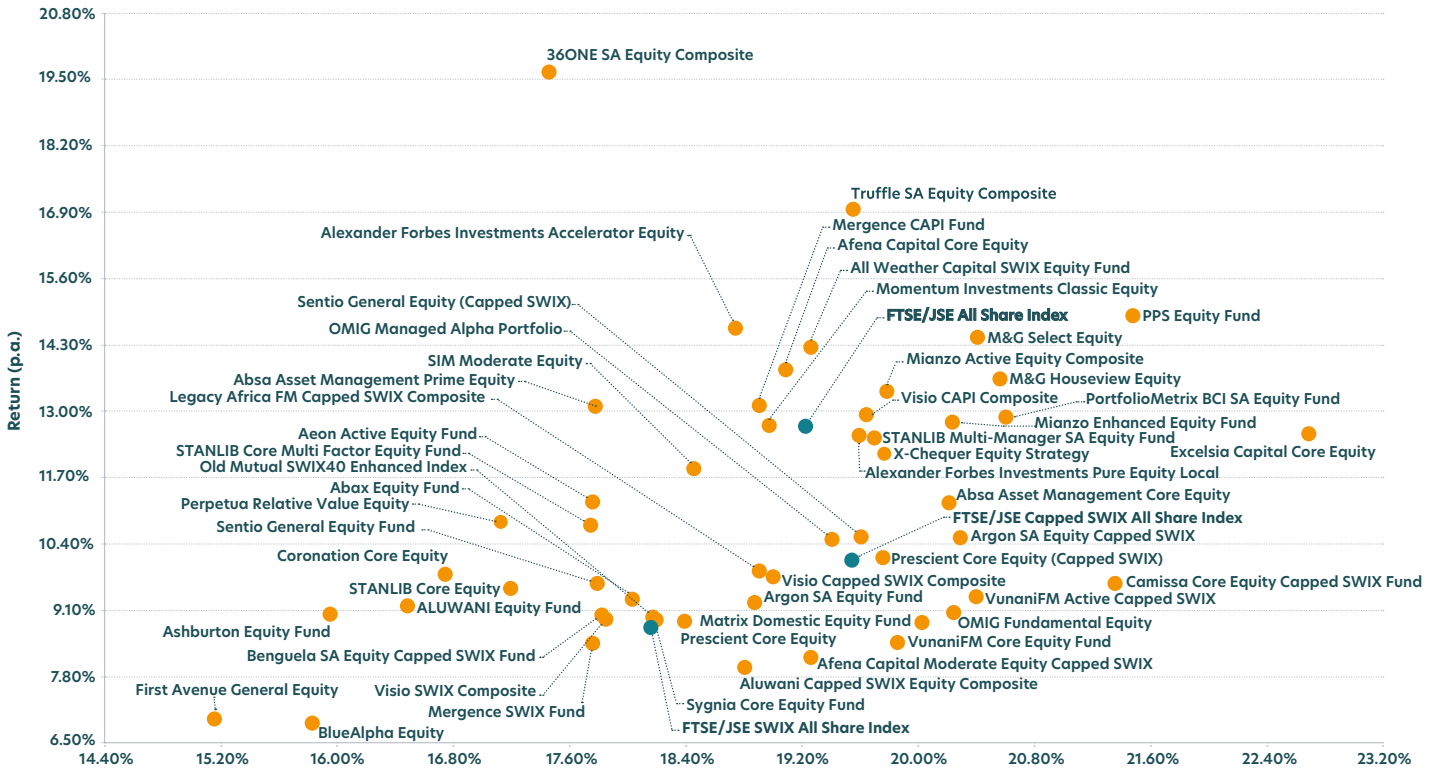 20.80%
36ONE SA Equity Composite
19.50%
18.20%
Truffle SA Equity Composite
16.90%
Mergence CAPI Fund
Alexander Forbes Investments Accelerator Equity
Afena Capital Core Equity
All Weather Capital SWIX Equity Fund
15.60%
Momentum Investments Classic Equity
Sentio General Equity (Capped SWIX)
FTSE/JSE All Share Index
PPS Equity Fund
OMIG Managed Alpha Portfolio
M&G Select Equity
14.30%
Mianzo Active Equity Composite
SIM Moderate Equity
Absa Asset Management Prime Equity
M&G Houseview Equity
Legacy Africa FM Capped SWIX Composite
Visio CAPI Composite
PortfolioMetrix BCI SA Equity Fund
13.00%
Mianzo Enhanced Equity Fund
Aeon Active Equity Fund
STANLIB Multi-Manager SA Equity Fund
STANLIB Core Multi Factor Equity Fund
X-Chequer Equity Strategy
Excelsia Capital Core Equity
Old Mutual SWIX40 Enhanced Index
Alexander Forbes Investments Pure Equity Local
11.70%
Abax Equity Fund
Absa Asset Management Core Equity
Perpetua Relative Value Equity
FTSE/JSE Capped SWIX All Share Index
Sentio General Equity Fund
Argon SA Equity Capped SWIX
10.40%
Coronation Core Equity
Prescient Core Equity (Capped SWIX)
Visio Capped SWIX Composite
Camissa Core Equity Capped SWIX Fund
STANLIB Core Equity
Argon SA Equity Fund
VunaniFM Active Capped SWIX
9.10%
ALUWANI Equity Fund
Matrix Domestic Equity Fund
OMIG Fundamental Equity
Ashburton Equity Fund
Prescient Core Equity
VunaniFM Core Equity Fund
Benguela SA Equity Capped SWIX Fund
Afena Capital Moderate Equity Capped SWIX
7.80%
Aluwani Capped SWIX Equity Composite
First Avenue General Equity
Visio SWIX Composite
Sygnia Core Equity Fund
Mergence SWIX Fund
FTSE/JSE SWIX All Share Index
BlueAlpha Equity
6.50%
Return (p.a.)
14.40% 15.20% 16.00% 16.80% 17.60% 18.40% 19.20% 20.00% 20.80% 21.60% 22.40% 23.20%